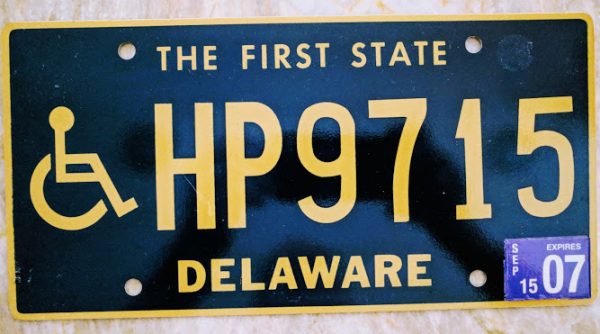 THE FIRST STATE
HP9715
DELAWARE
SEP
EXPIRES
15 07